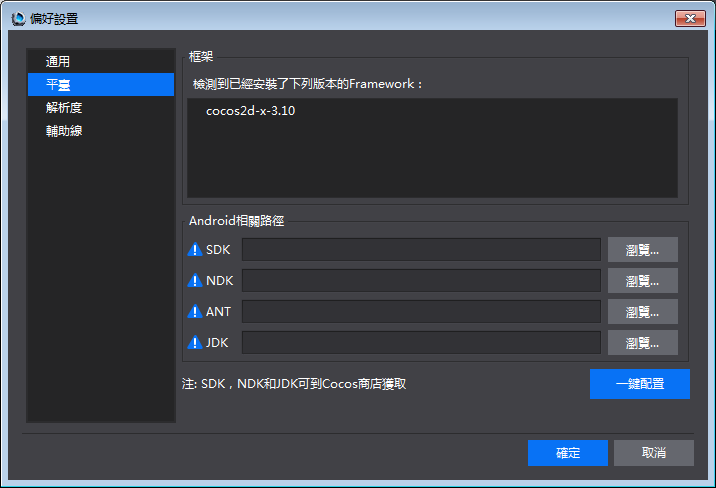 偏好設置
通用
平臺
解析度
輔助線
框架
檢測到已經安裝了下列版本的Framework：
cocos2d-x-3.10
Android相關路徑
SDK 瀏覽...
NDK 瀏覽...
ANT 瀏覽...
JDK 瀏覽...
注: SDK，NDK和JDK可到Cocos商店獲取 一鍵配置
確定 取消